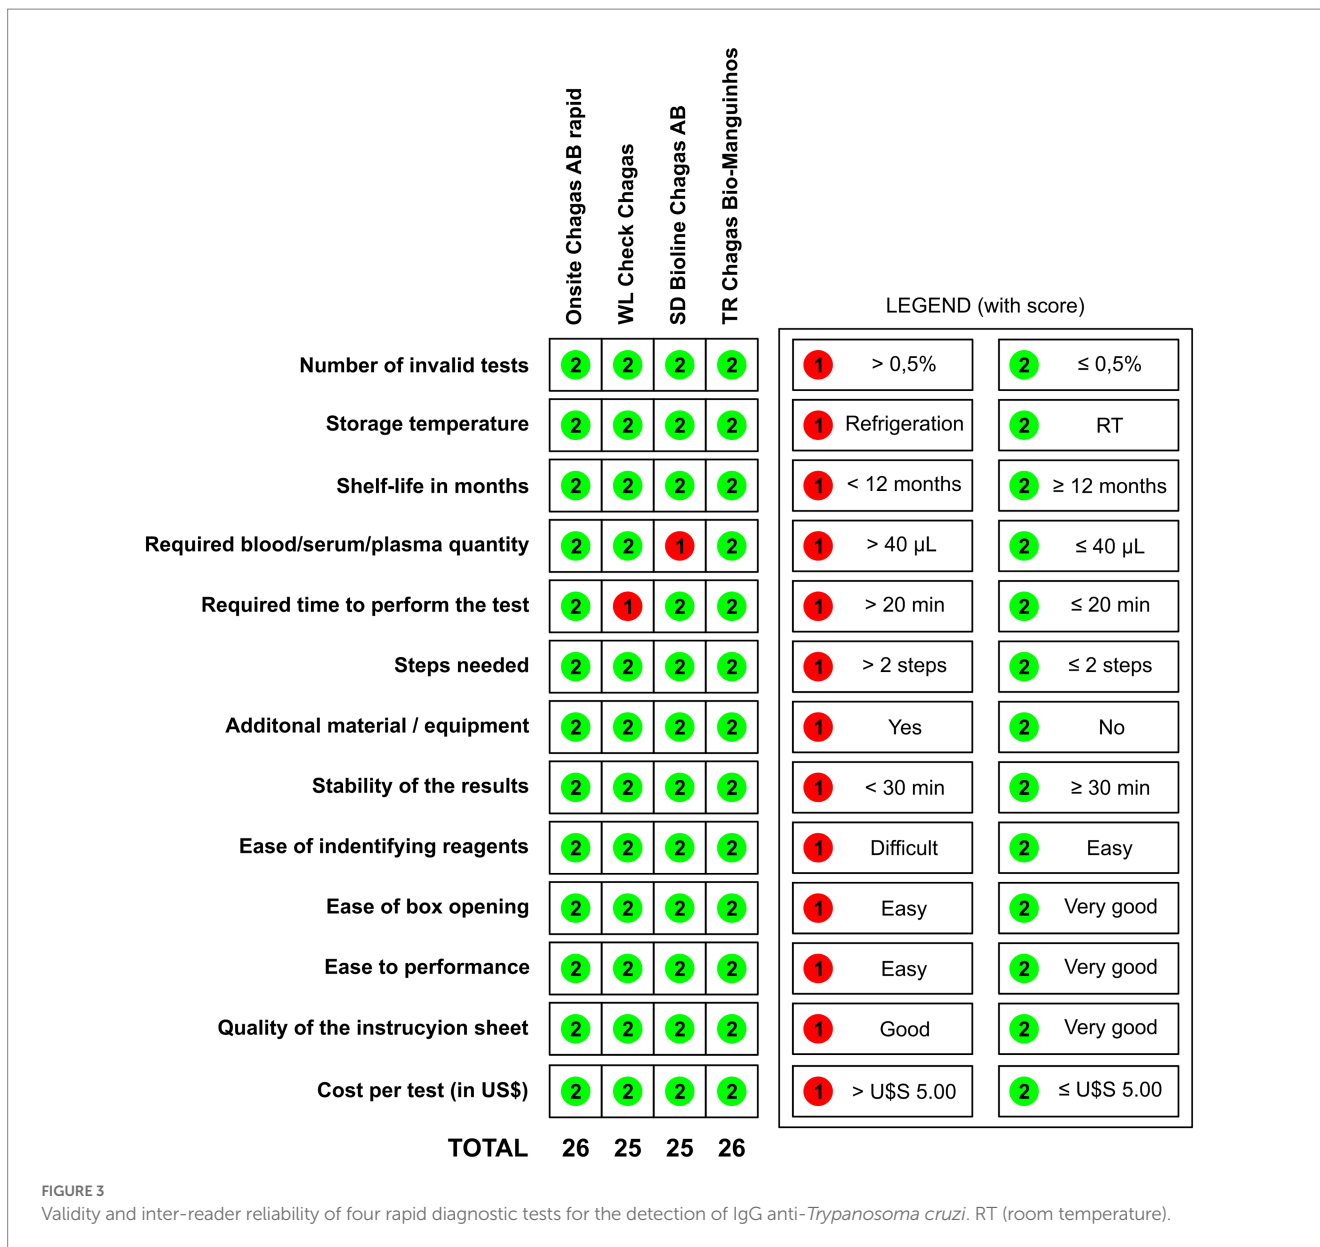 Onsite Chagas AB rapid
WL Check Chagas
SD Bioline Chagas AB
TR Chagas Bio-Manguinhos
LEGEND (with score)
Number of invalid tests 2 2 2 2 1 > 0,5% 2 ≤ 0,5%
Storage temperature 2 2 2 2 1 Refrigeration 2 RT
Shelf-life in months 2 2 2 2 1 < 12 months 2 ≥ 12 months
Required blood/serum/plasma quantity 2 2 1 2 1 > 40 µL 2 ≤ 40 µL
Required time to perform the test 2 1 2 2 1 > 20 min 2 ≤ 20 min
Steps needed 2 2 2 2 1 > 2 steps 2 ≤ 2 steps
Additonal material / equipment 2 2 2 2 1 Yes 2 No
Stability of the results 2 2 2 2 1 < 30 min 2 ≥ 30 min
Ease of indentifying reagents 2 2 2 2 1 Difficult 2 Easy
Ease of box opening 2 2 2 2 1 Easy 2 Very good
Ease to performance 2 2 2 2 1 Easy 2 Very good
Quality of the instrucyion sheet 2 2 2 2 1 Good 2 Very good
Cost per test (in US$) 2 2 2 2 1 > U$S 5.00 2 ≤ U$S 5.00
TOTAL 26 25 25 26
FIGURE 3
Validity and inter-reader reliability of four rapid diagnostic tests for the detection of IgG anti-Trypanosoma cruzi. RT (room temperature).